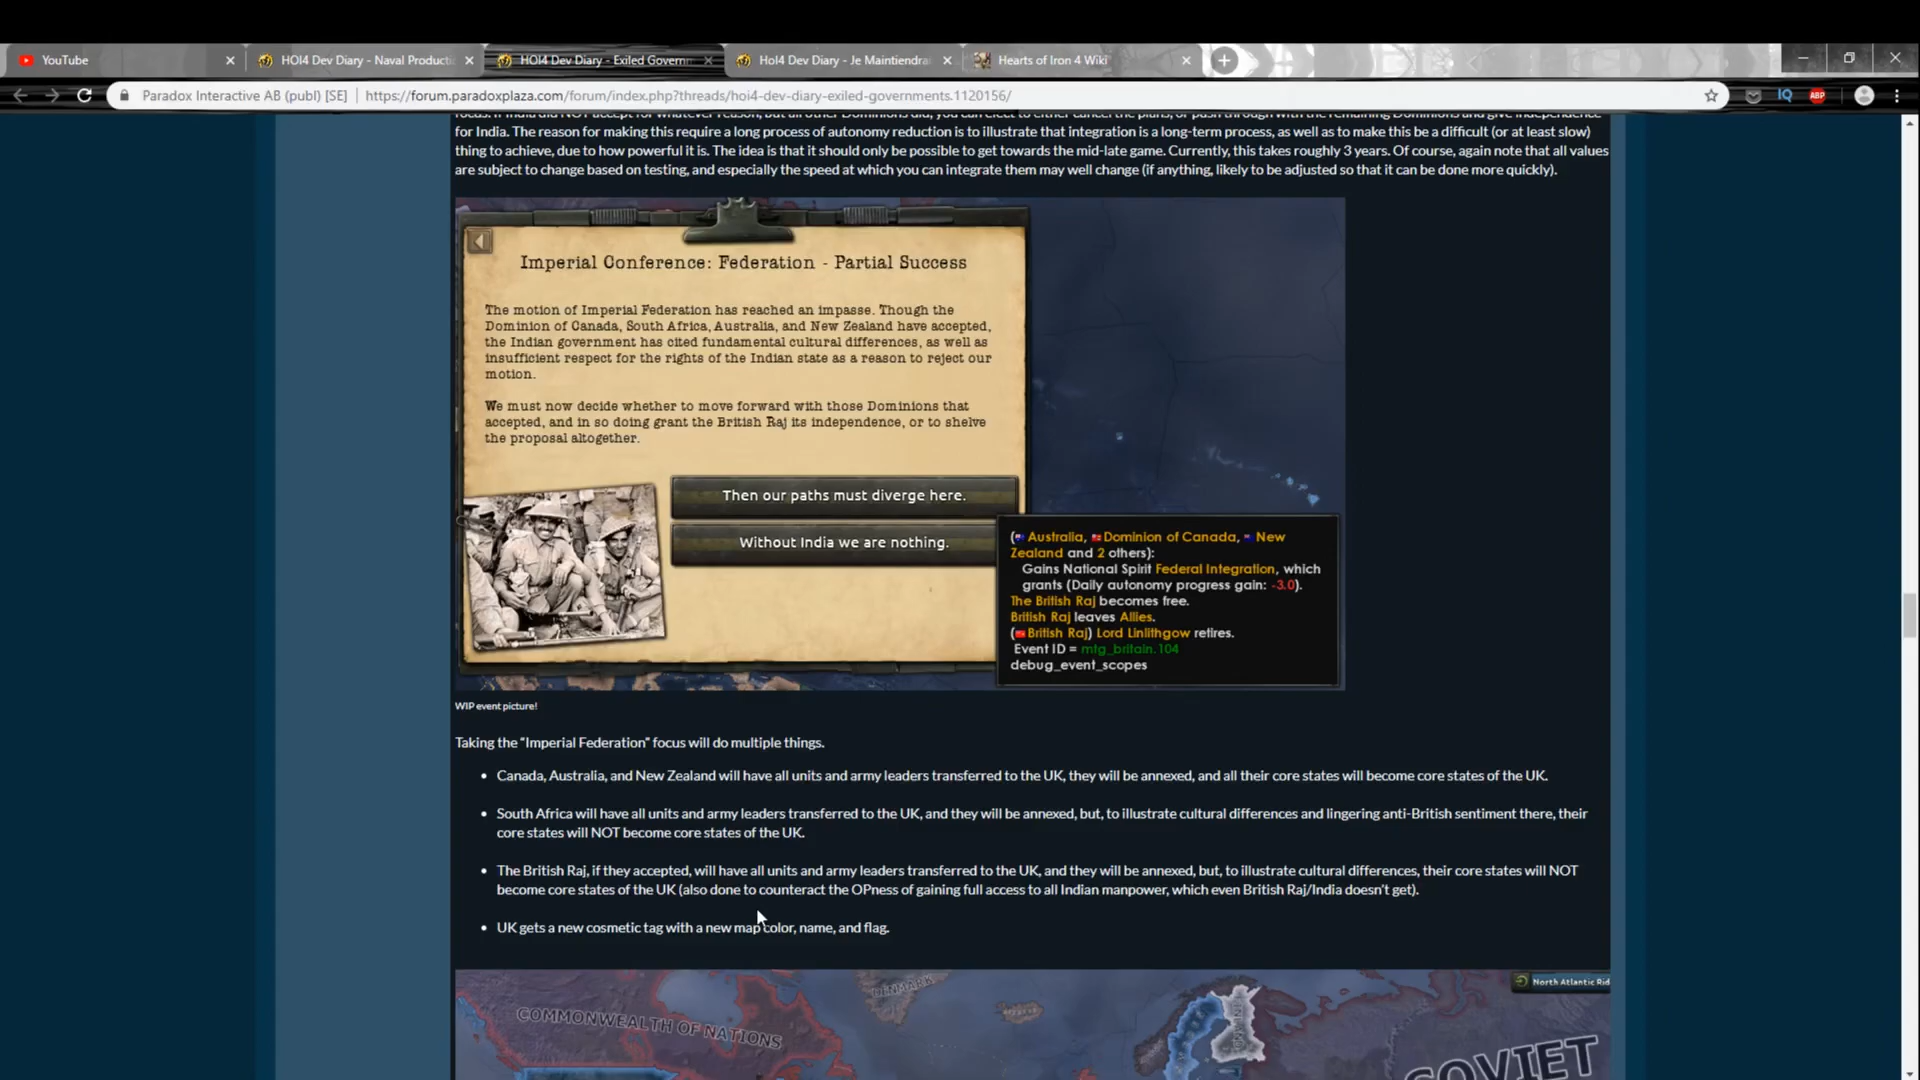 YouTube
HOI4 Dev Diary - Naval Producti
HOI4 Dev Diary - Exiled Governm
HoI4 Dev Diary - Je Maintiendra
Hearts of Iron 4 Wiki
Paradox Interactive AB (publ) [SE]
https://forum.paradoxplaza.com/forum/index.php?threads/hoi4-dev-diary-exiled-governments.1120156/
IQ
ABP
focus. If India did NOT accept for whatever reason, but all other Dominions did, you can elect to either cancel the plans, or push through with the remaining Dominions and give independence
for India. The reason for making this require a long process of autonomy reduction is to illustrate that integration is a long-term process, as well as to make this be a difficult (or at least slow)
thing to achieve, due to how powerful it is. The idea is that it should only be possible to get towards the mid-late game. Currently, this takes roughly 3 years. Of course, again note that all values
are subject to change based on testing, and especially the speed at which you can integrate them may well change (if anything, likely to be adjusted so that it can be done more quickly).
Imperial Conference: Federation - Partial Success
The motion of Imperial Federation has reached an impasse. Though the
Dominion of Canada, South Africa, Australia, and New Zealand have accepted,
the Indian government has cited fundamental cultural differences, as well as
insufficient respect for the rights of the Indian state as a reason to reject our
motion.
We must now decide whether to move forward with those Dominions that
accepted, and in so doing grant the British Raj its independence, or to shelve
the proposal altogether.
Then our paths must diverge here.
Without India we are nothing.
(Australia, Dominion of Canada, New
Zealand and 2 others):
Gains National Spirit Federal Integration, which
grants (Daily autonomy progress gain: -3.0).
The British Raj becomes free.
British Raj leaves Allies.
(British Raj) Lord Linlithgow retires.
Event ID = mtg_britain.104
debug_event_scopes
WIP event picture!
Taking the “Imperial Federation” focus will do multiple things.
• Canada, Australia, and New Zealand will have all units and army leaders transferred to the UK, they will be annexed, and all their core states will become core states of the UK.
• South Africa will have all units and army leaders transferred to the UK, and they will be annexed, but, to illustrate cultural differences and lingering anti-British sentiment there, their
core states will NOT become core states of the UK.
• The British Raj, if they accepted, will have all units and army leaders transferred to the UK, and they will be annexed, but, to illustrate cultural differences, their core states will NOT
become core states of the UK (also done to counteract the OPness of gaining full access to all Indian manpower, which even British Raj/India doesn't get).
• UK gets a new cosmetic tag with a new map color, name, and flag.
North Atlantic Rid
DENMARK
COMMONWEALTH OF NATIONS
SOVIET